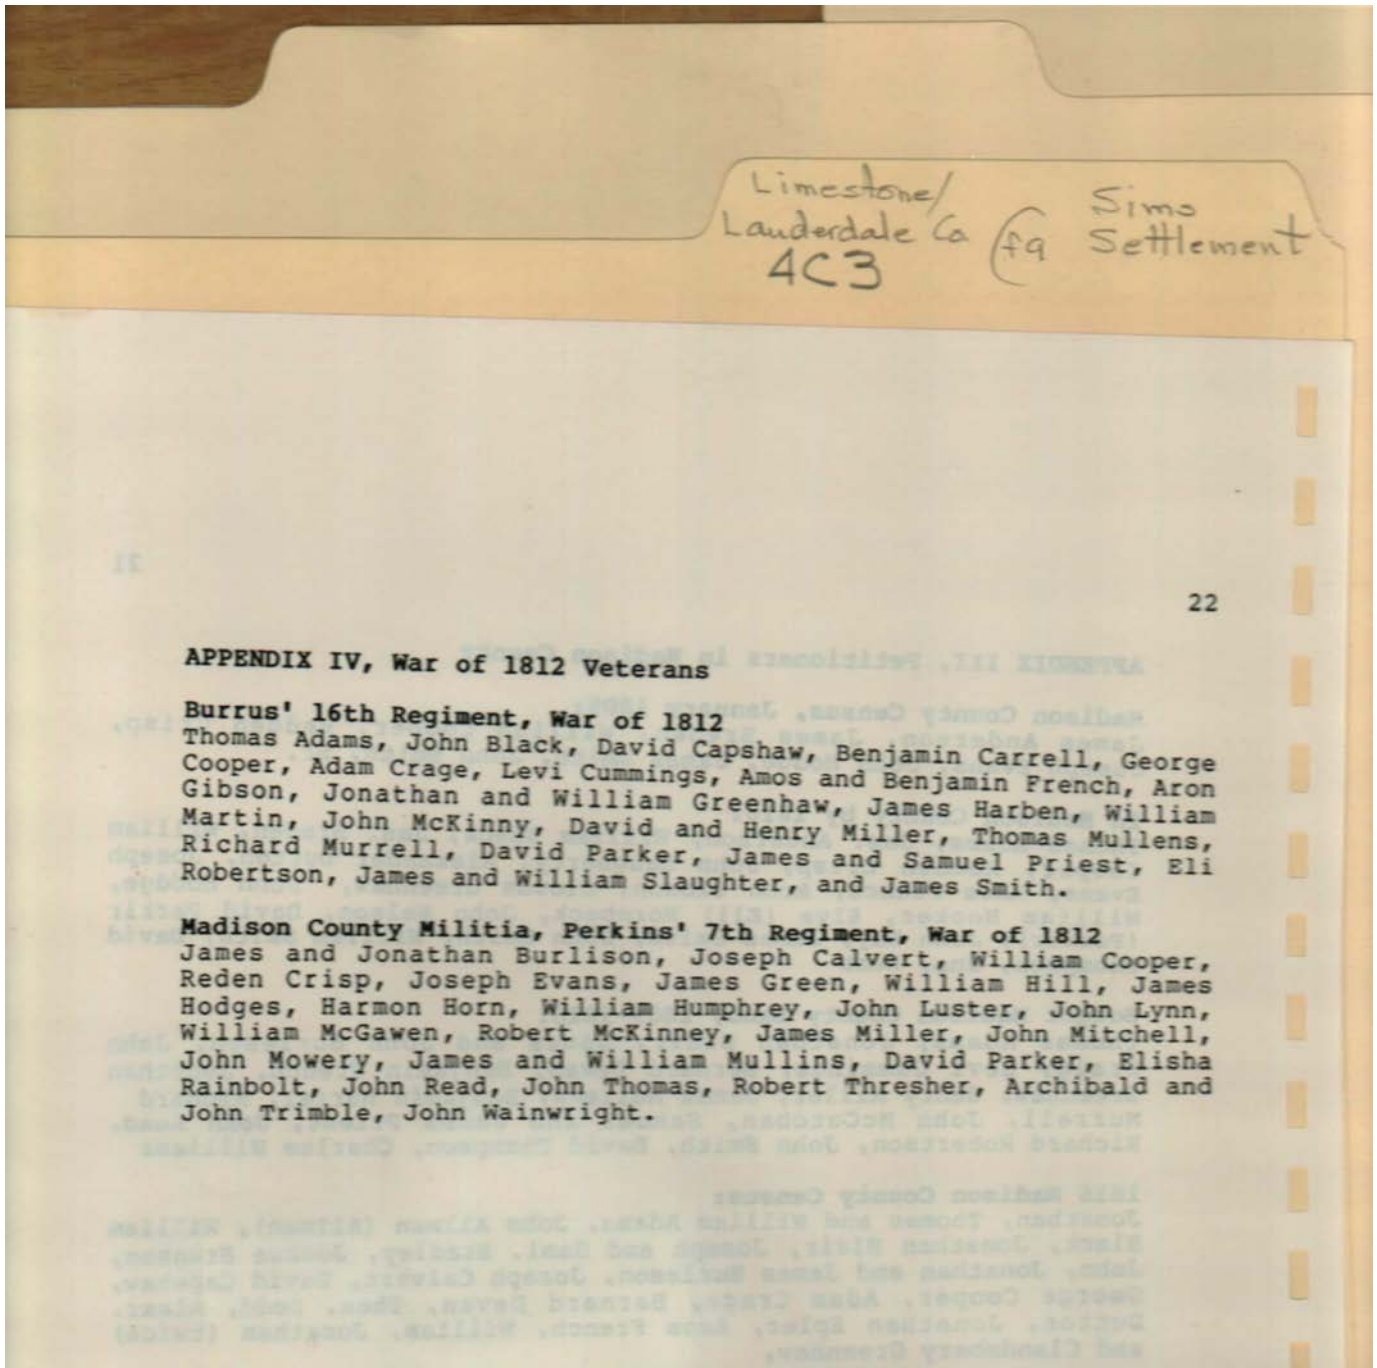 Limestone/
Lauderdale Co
4C3
Sims
Settlement
22
APPENDIX IV, War of 1812 Veterans
Burrus' 16th Regiment, War of 1812
Thomas Adams, John Black, David Capshaw, Benjamin Carrell, George
Cooper, Adam Crage, Levi Cummings, Amos and Benjamin French, Aron
Gibson, Jonathan and William Greenhaw, James Harben, William
Martin, John McKinny, David and Henry Miller, Thomas Mullens,
Richard Murrell, David Parker, James and Samuel Priest, Eli
Robertson, James and William Slaughter, and James Smith.
Madison County Militia, Perkins' 7th Regiment, War of 1812
James and Jonathan Burlison, Joseph Calvert, William Cooper,
Reden Crisp, Joseph Evans, James Green, William Hill, James
Hodges, Harmon Horn, William Humphrey, John Luster, John Lynn,
William McGawen, Robert McKinney, James Miller, John Mitchell,
John Mowery, James and William Mullins, David Parker, Elisha
Rainbolt, John Read, John Thomas, Robert Thresher, Archibald and
John Trimble, John Wainwright.